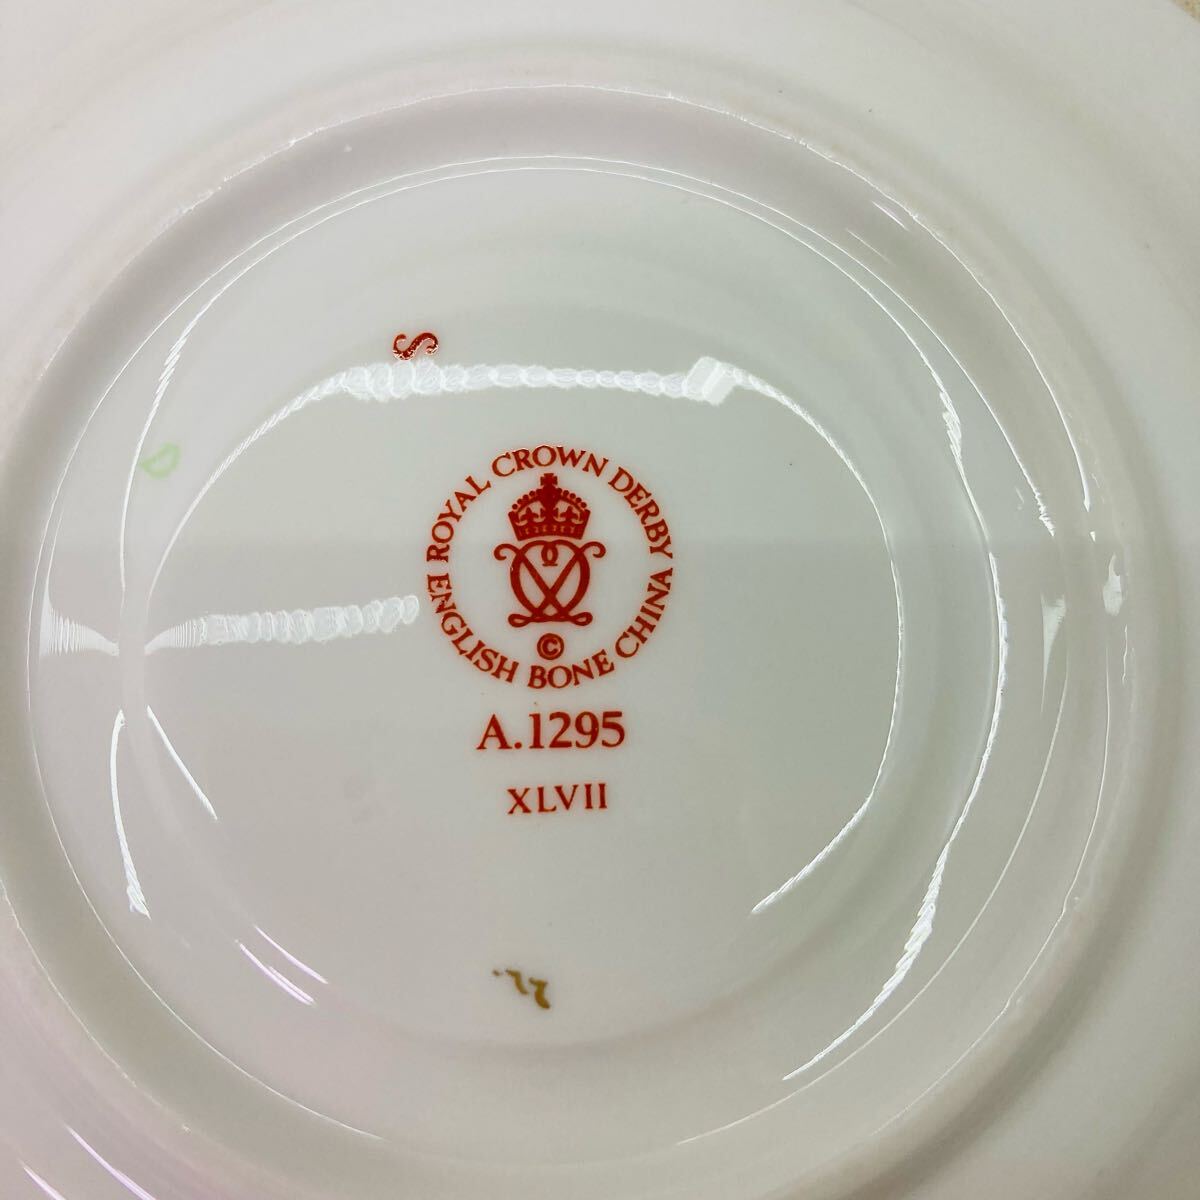 S
D
ROYAL CROWN DERBY
ENGLISH BONE CHINA
©
A.1295
XLVII